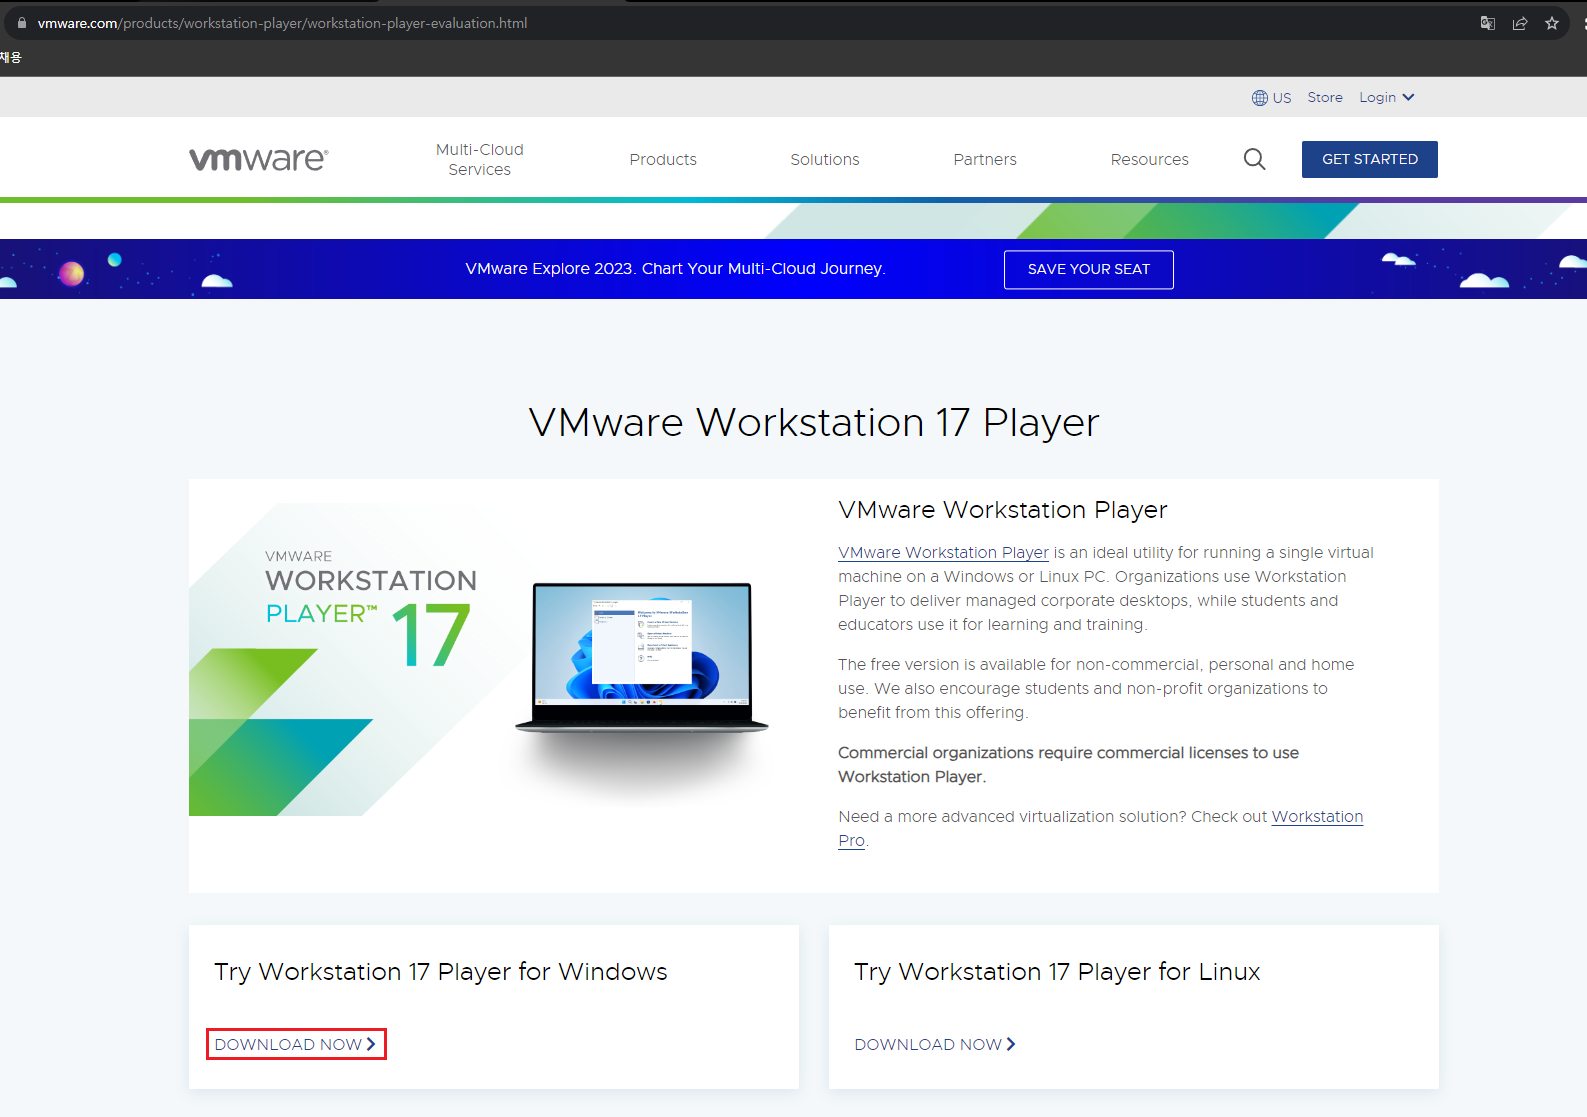 vmware.com/products/workstation-player/workstation-player-evaluation.html
채용
US Store Login
vmware®
Multi-Cloud
Services
Products
Solutions
Partners
Resources
GET STARTED
VMware Explore 2023. Chart Your Multi-Cloud Journey.
SAVE YOUR SEAT
VMware Workstation 17 Player
VMWARE
WORKSTATION
PLAYER™ 17
VMware Workstation Player
VMware Workstation Player is an ideal utility for running a single virtual
machine on a Windows or Linux PC. Organizations use Workstation
Player to deliver managed corporate desktops, while students and
educators use it for learning and training.
The free version is available for non-commercial, personal and home
use. We also encourage students and non-profit organizations to
benefit from this offering.
Commercial organizations require commercial licenses to use
Workstation Player.
Need a more advanced virtualization solution? Check out Workstation
Pro.
Try Workstation 17 Player for Windows
DOWNLOAD NOW
Try Workstation 17 Player for Linux
DOWNLOAD NOW